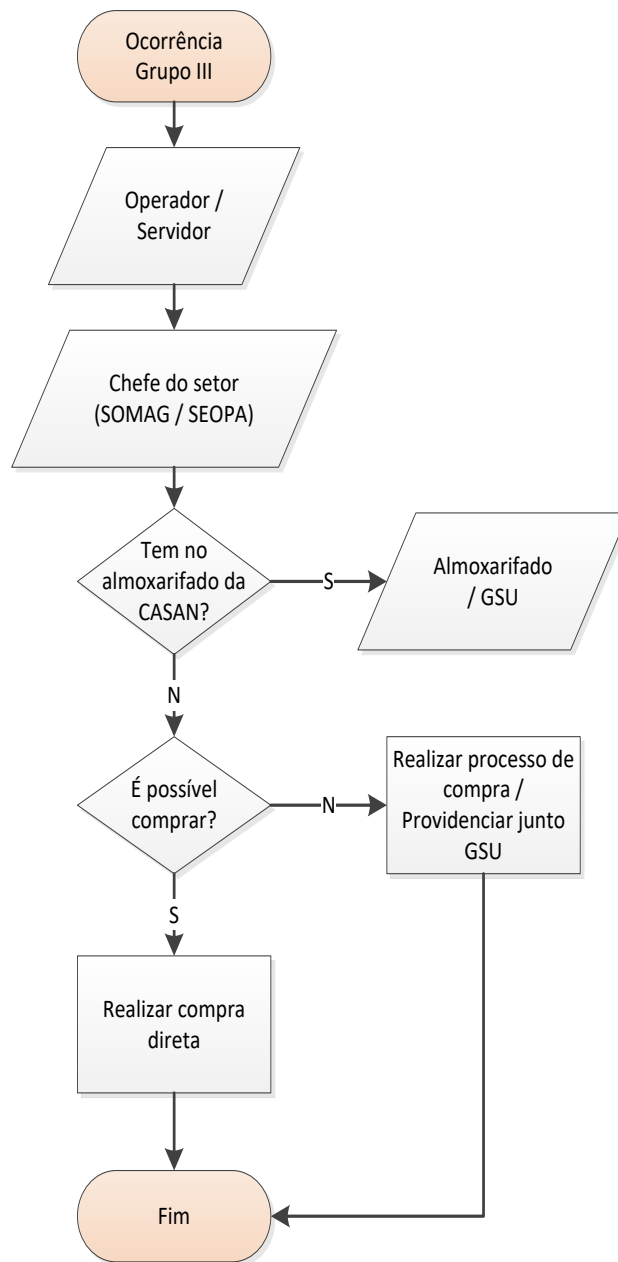 Ocorrência
Grupo III
Operador /
Servidor
Chefe do setor
(SOMAG / SEOPA)
Tem no
almoxarifado da
CASAN?
S
Almoxarifado
/ GSU
N
É possível
comprar?
N
Realizar processo de
compra /
Providenciar junto
GSU
S
Realizar compra
direta
Fim